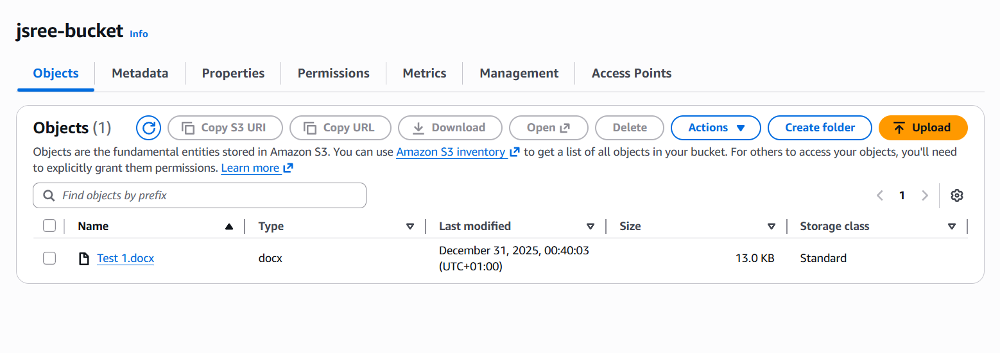 jsree-bucket Info
Objects Metadata Properties Permissions Metrics Management Access Points
Objects (1) Copy S3 URI Copy URL Download Open Delete Actions Create folder Upload
Objects are the fundamental entities stored in Amazon S3. You can use Amazon S3 inventory to get a list of all objects in your bucket. For others to access your objects, you'll need
to explicitly grant them permissions. Learn more
Find objects by prefix 1
Name Type Last modified Size Storage class
Test 1.docx docx December 31, 2025, 00:40:03 13.0 KB Standard
(UTC+01:00)